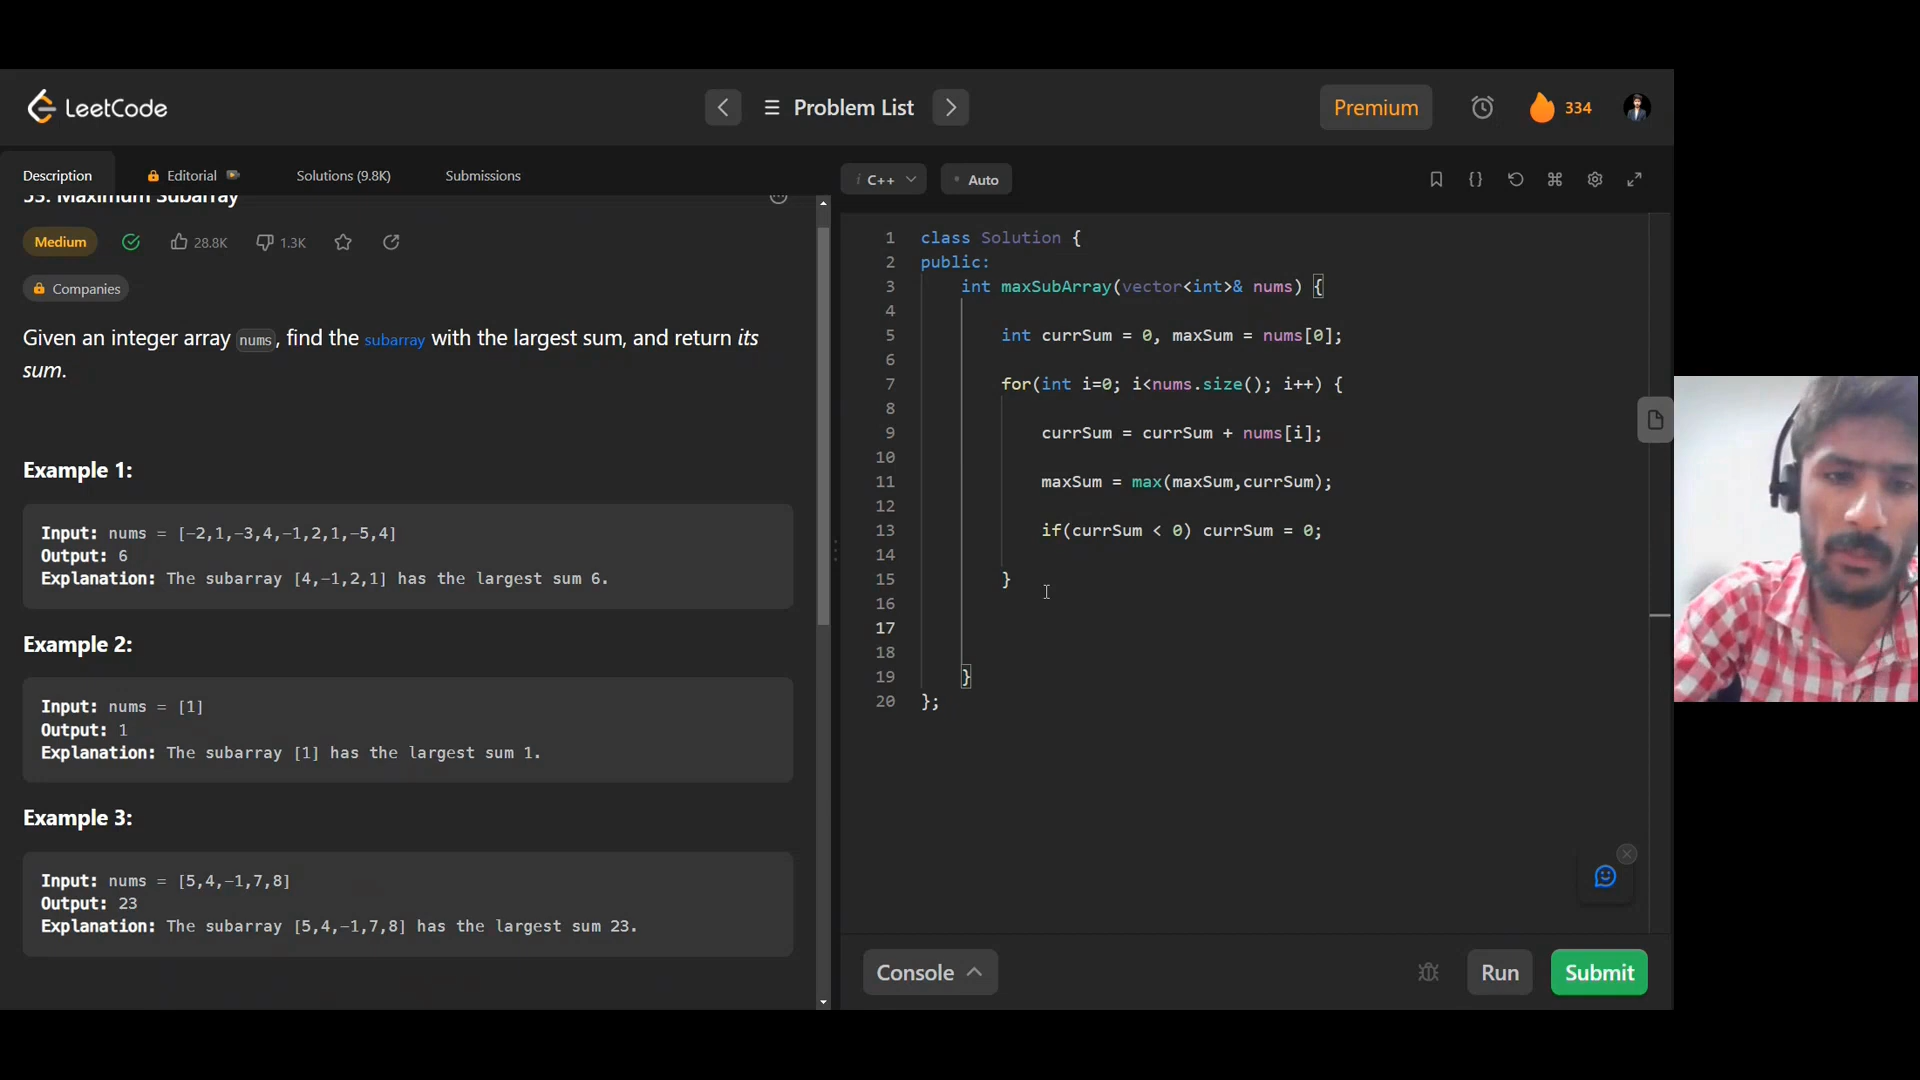 LeetCode
Problem List
Premium
334
Description
Editorial
Solutions (9.8K)
Submissions
C++
Auto
53. Maximum Subarray
Medium
28.8K
1.3K
Companies
Given an integer array nums, find the subarray with the largest sum, and return its
sum.
Example 1:
Input: nums = [-2,1,-3,4,-1,2,1,-5,4]
Output: 6
Explanation: The subarray [4,-1,2,1] has the largest sum 6.
Example 2:
Input: nums = [1]
Output: 1
Explanation: The subarray [1] has the largest sum 1.
Example 3:
Input: nums = [5,4,-1,7,8]
Output: 23
Explanation: The subarray [5,4,-1,7,8] has the largest sum 23.
1 class Solution {
2 public:
3 int maxSubArray(vector<int>& nums) {
4
5 int currSum = 0, maxSum = nums[0];
6
7 for(int i=0; i<nums.size(); i++) {
8
9 currSum = currSum + nums[i];
10
11 maxSum = max(maxSum,currSum);
12
13 if(currSum < 0) currSum = 0;
14
15 }
16
17
18
19 }
20 };
Console
Run
Submit